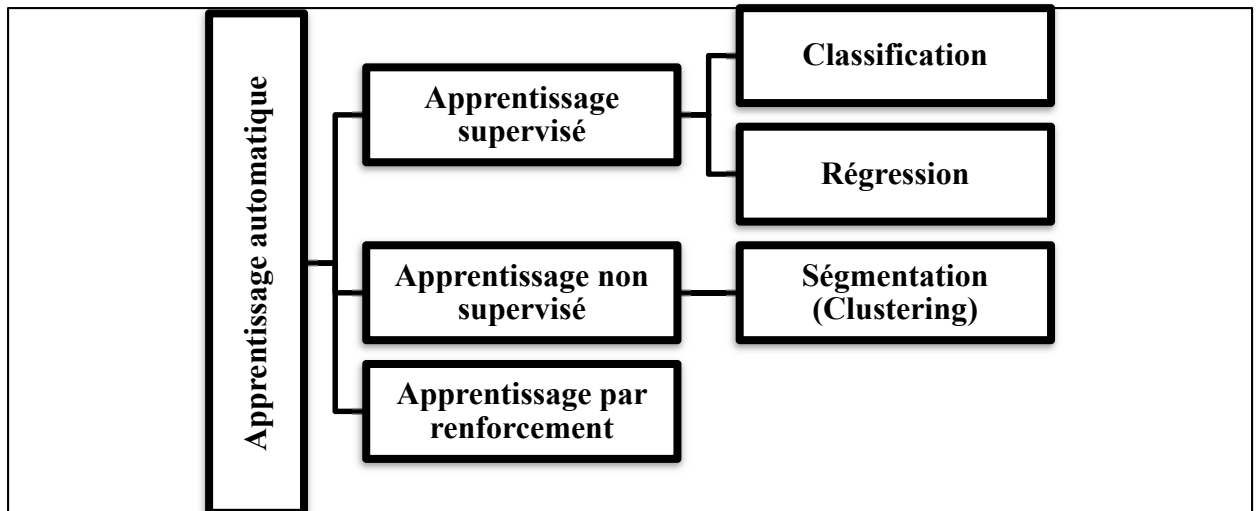 Apprentissage automatique
Apprentissage
supervisé
Classification
Régression
Apprentissage non
supervisé
Ségmentation
(Clustering)
Apprentissage par
renforcement